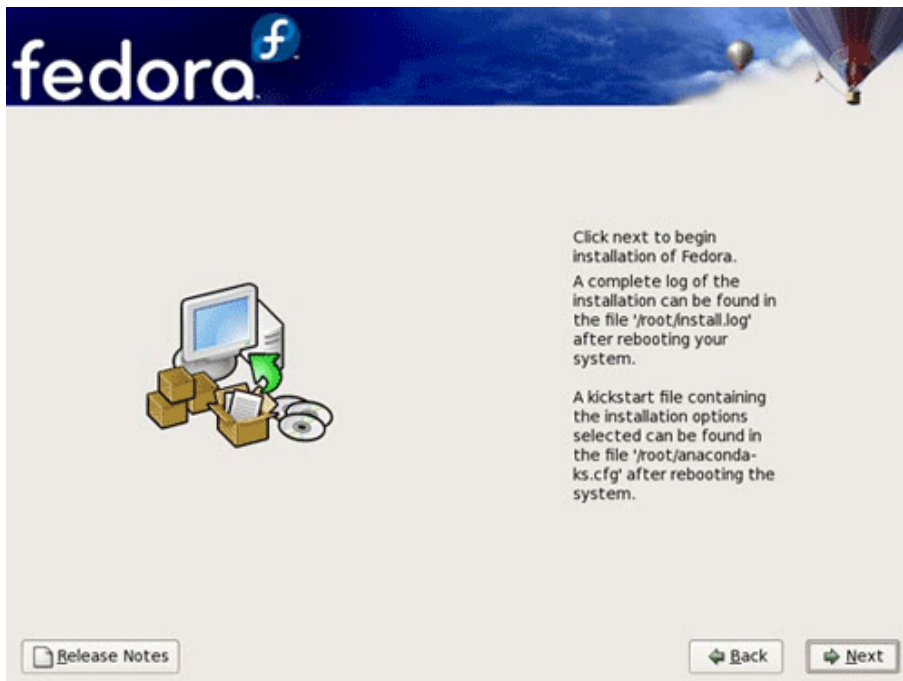 fedora
Click next to begin
installation of Fedora.
A complete log of the
installation can be found in
the file '/root/install.log'
after rebooting your
system.
A kickstart file containing
the installation options
selected can be found in
the file '/root/anaconda-
ks.cfg' after rebooting the
system.
Release Notes
Back
Next